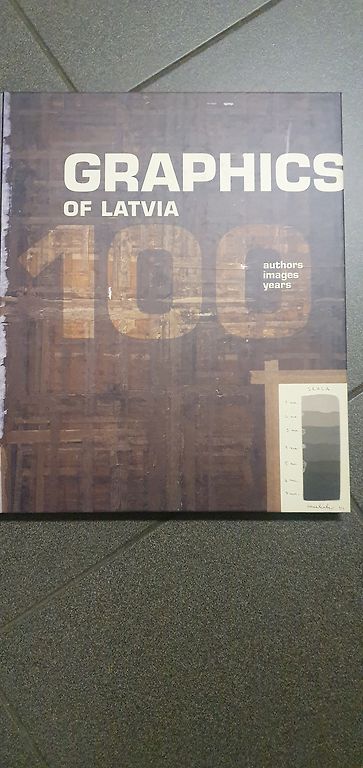 GRAPHICS
OF LATVIA
100
authors
images
years
SKALA